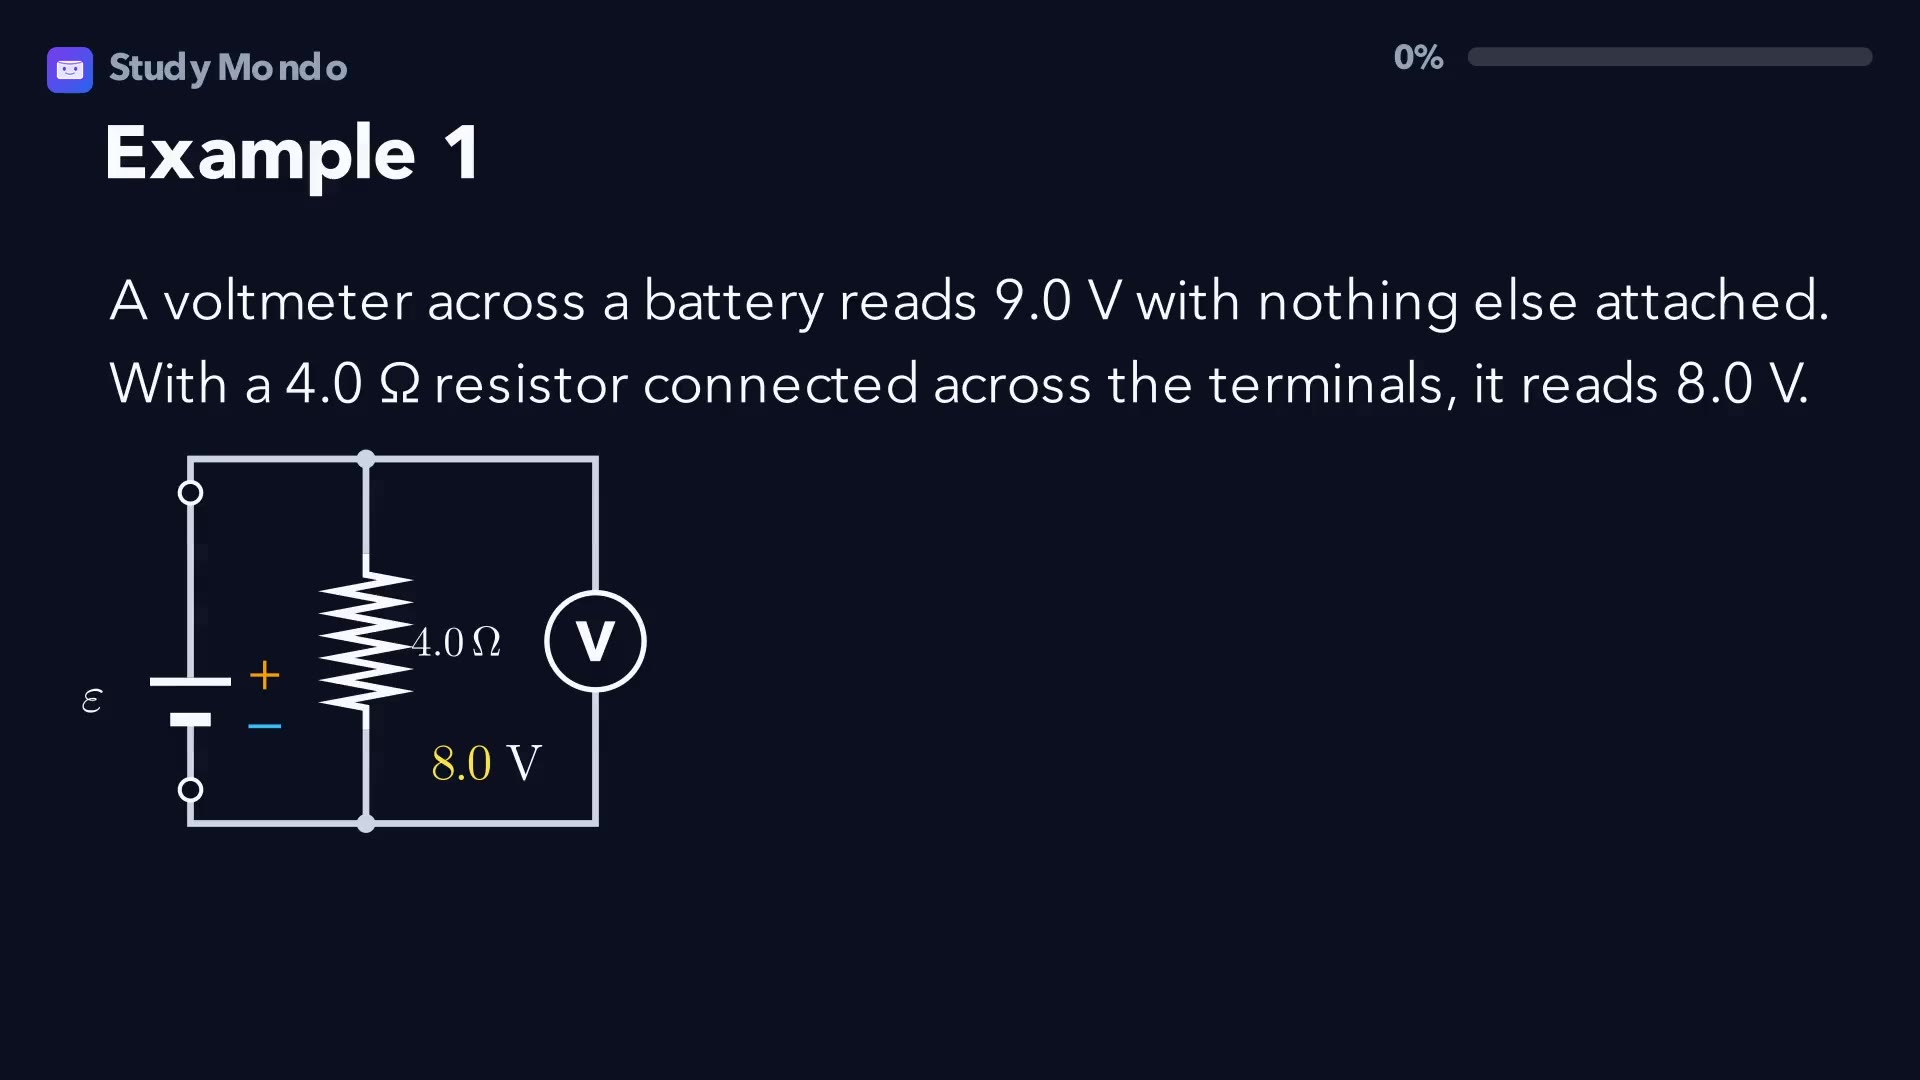 Study Mondo
0%
Example 1
A voltmeter across a battery reads 9.0 V with nothing else attached.
With a 4.0 Ω resistor connected across the terminals, it reads 8.0 V.
4.0 Ω
V
+
ε
−
8.0 V